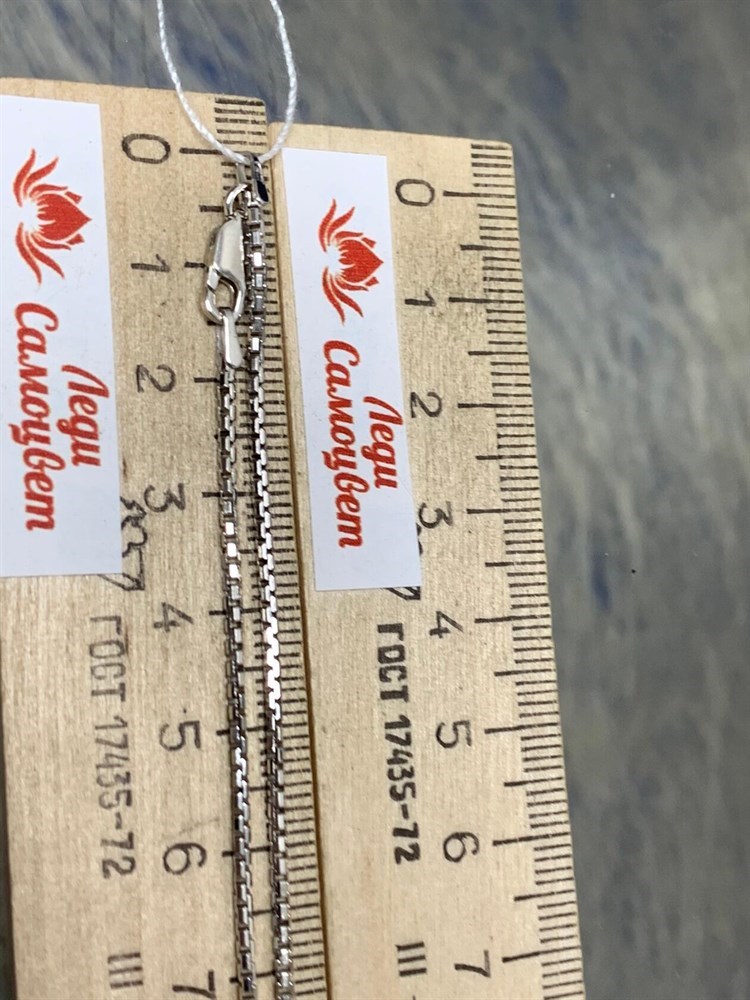 Леди
Самоцвет
0
1
2
3
4
5
6
7
ГОСТ 17435-72
Ш
Леди
Самоцвет
0
1
2
3
4
5
6
7
ГОСТ 17435-72
Ш